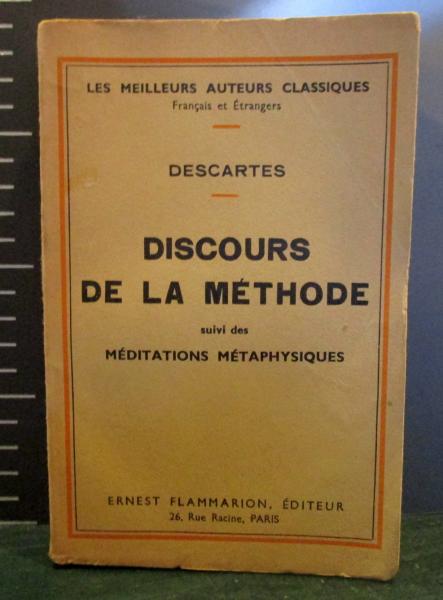 LES MEILLEURS AUTEURS CLASSIQUES
Français et Étrangers
DESCARTES
DISCOURS
DE LA MÉTHODE
suivi des
MÉDITATIONS MÉTAPHYSIQUES
ERNEST FLAMMARION, ÉDITEUR
26, Rue Racine, PARIS